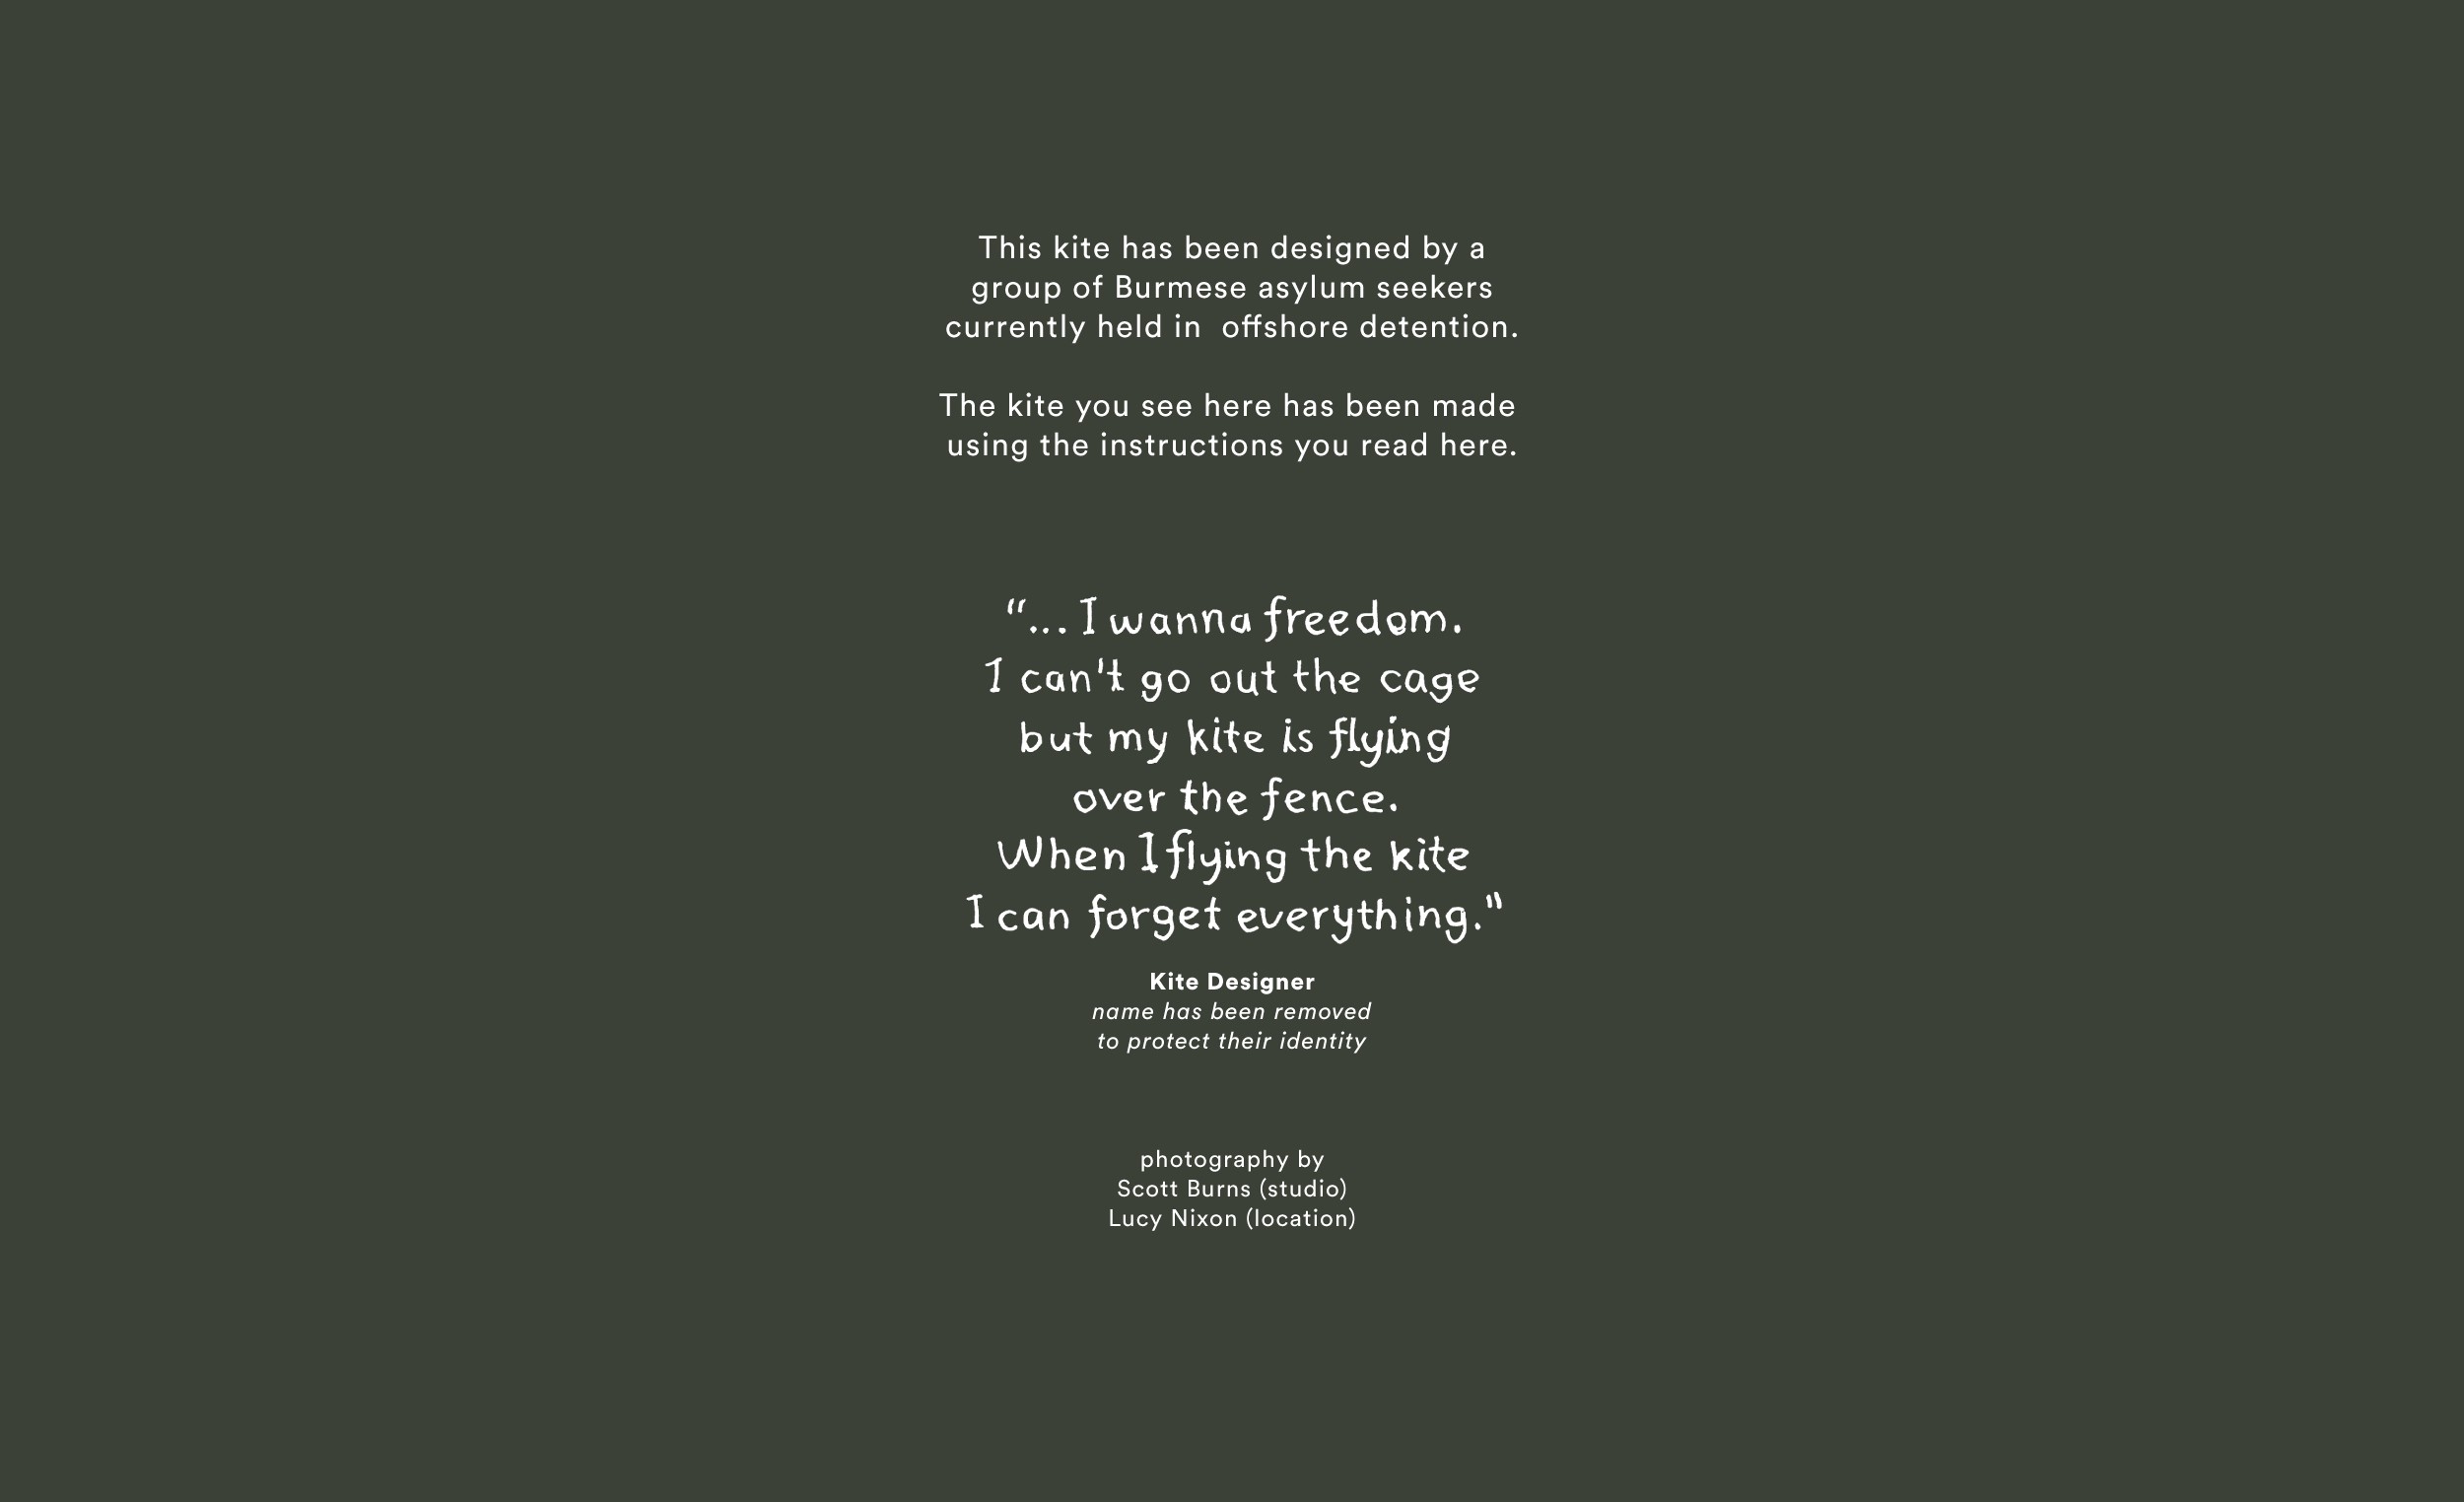 This kite has been designed by a
group of Burmese asylum seekers
currently held in  offshore detention.
The kite you see here has been made
using the instructions you read here.
“... I wanna freedom.
I can't go out the cage
but my kite is flying
over the fence.
When I flying the kite
I can forget everything."
Kite Designer
name has been removed
to protect their identity
photography by
Scott Burns (studio)
Lucy Nixon (location)